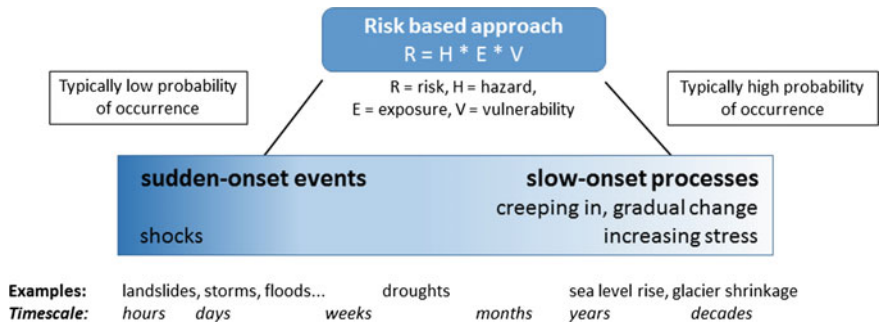 Risk based approach
R = H * E * V
Typically low probability
of occurrence
R = risk, H = hazard,
E = exposure, V = vulnerability
Typically high probability
of occurrence
sudden-onset events
slow-onset processes
creeping in, gradual change
shocks
increasing stress
Examples: landslides, storms, floods... droughts sea level rise, glacier shrinkage
Timescale: hours days weeks months years decades